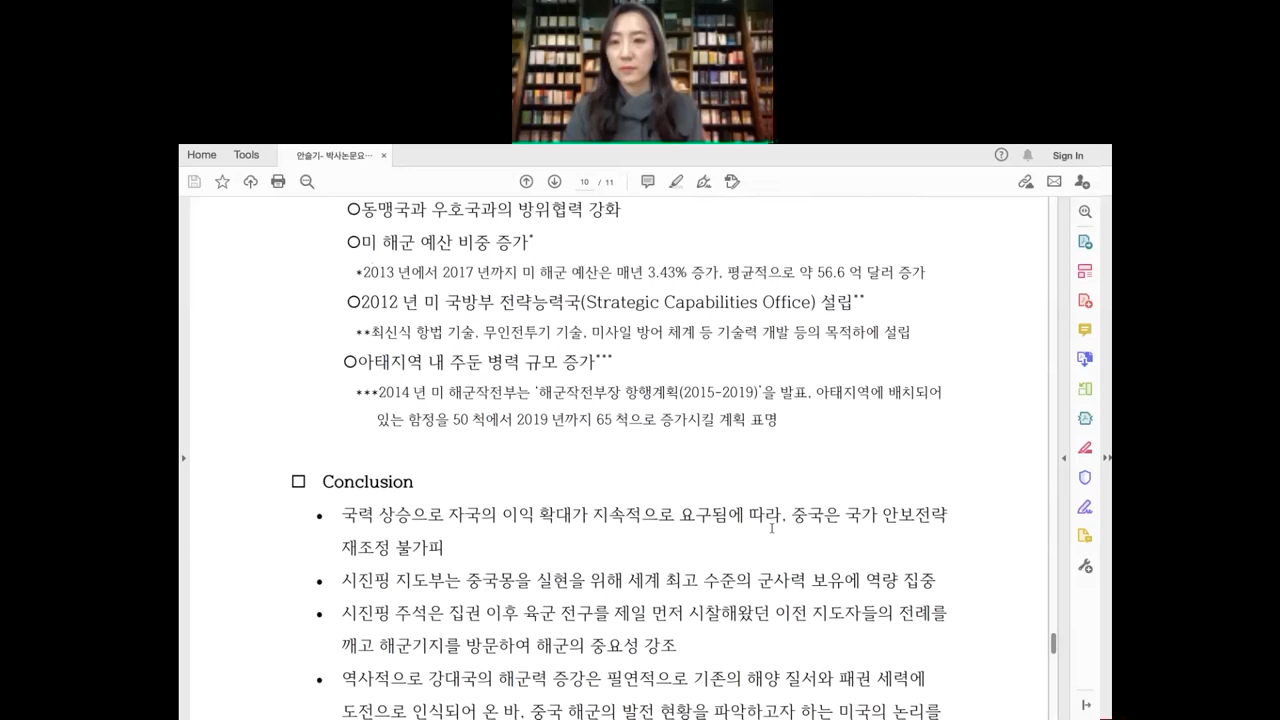 Home Tools 안슬기- 박사논문요… × Sign In
10 / 11
○동맹국과 우호국과의 방위협력 강화
○미 해군 예산 비중 증가*
*2013 년에서 2017 년까지 미 해군 예산은 매년 3.43% 증가, 평균적으로 약 56.6 억 달러 증가
○2012 년 미 국방부 전략능력국(Strategic Capabilities Office) 설립**
**최신식 항법 기술, 무인전투기 기술, 미사일 방어 체계 등 기술력 개발 등의 목적하에 설립
○아태지역 내 주둔 병력 규모 증가***
***2014 년 미 해군작전부는 '해군작전부장 항행계획(2015-2019)'을 발표, 아태지역에 배치되어
있는 함정을 50 척에서 2019 년까지 65 척으로 증가시킬 계획 표명
□ Conclusion
• 국력 상승으로 자국의 이익 확대가 지속적으로 요구됨에 따라, 중국은 국가 안보전략
재조정 불가피
• 시진핑 지도부는 중국몽을 실현을 위해 세계 최고 수준의 군사력 보유에 역량 집중
• 시진핑 주석은 집권 이후 육군 전구를 제일 먼저 시찰해왔던 이전 지도자들의 전례를
깨고 해군기지를 방문하여 해군의 중요성 강조
• 역사적으로 강대국의 해군력 증강은 필연적으로 기존의 해양 질서와 패권 세력에
도전으로 인식되어 온 바, 중국 해군의 발전 현황을 파악하고자 하는 미국의 논리를